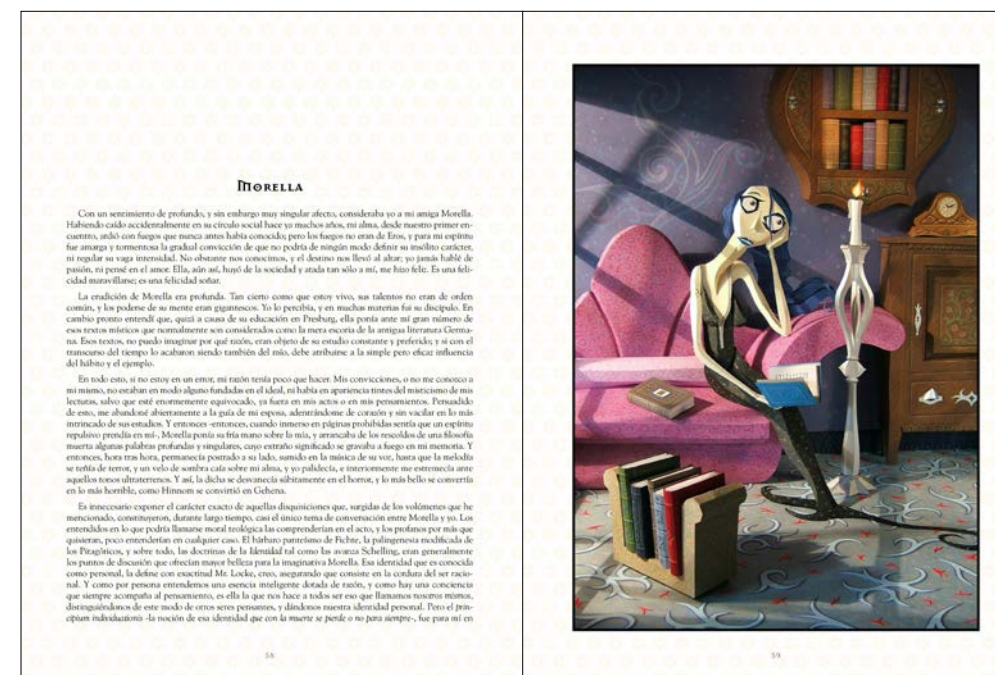 MORELLA
Con un sentimiento de profundo, y sin embargo muy singular afecto, consideraba yo a mi amiga Morella.
Habiendo caído accidentalmente en su círculo social hace ya muchos años, mi alma, desde nuestro primer en-
cuentro, ardió con fuegos que nunca antes había conocido; pero los fuegos no eran de Eros, y para mi espíritu
fue amarga y tormentosa la gradual convicción de que no podría de ningún modo definir su insólito carácter,
ni regular su vaga intensidad. No obstante nos conocimos, y el destino nos llevó al altar; yo jamás hablé de
pasión, ni pensé en el amor. Ella, aún así, huyó de la sociedad y atada tan sólo a mí, me hizo feliz. Es una feli-
cidad maravillarse; es una felicidad soñar.
La erudición de Morella era profunda. Tan cierto como que estoy vivo, sus talentos no eran de orden
común, y los poderse de su mente eran gigantescos. Yo lo percibía, y en muchas materias fui su discípulo. En
cambio pronto entendí que, quizá a causa de su educación en Presburg, ella ponía ante mí gran número de
esos textos místicos que normalmente son considerados como la mera escoria de la antigua literatura Germa-
na. Esos textos, no puedo imaginar por qué razón, eran objeto de su estudio constante y preferido; y si con el
transcurso del tiempo lo acabaron siendo también del mío, debe atribuirse a la simple pero eficaz influencia
del hábito y el ejemplo.
En todo esto, si no estoy en un error, mi razón tenía poco que hacer. Mis convicciones, o no me conozco a
mi mismo, no estaban en modo alguno fundadas en el ideal, ni había en apariencia tintes del misticismo de mis
lecturas, salvo que esté enormemente equivocado, ya fuera en mis actos o en mis pensamientos. Persuadido
de esto, me abandoné abiertamente a la guía de mi esposa, adentrándome de corazón y sin vacilar en lo más
intrincado de sus estudios. Y entonces -entonces, cuando inmerso en páginas prohibidas sentía que un espíritu
repulsivo prendía en mí-, Morella ponía su fría mano sobre la mía, y arrancaba de los rescoldos de una filosofía
muerta algunas palabras profundas y singulares, cuyo extraño significado se gravaba a fuego en mi memoria. Y
entonces, hora tras hora, permanecía postrado a su lado, sumido en la música de su voz, hasta que la melodía
se teñía de terror, y un velo de sombra caía sobre mi alma, y yo palidecía, e interiormente me estremecía ante
aquellos tonos ultraterrenos. Y así, la dicha se desvanecía súbitamente en el horror, y lo más bello se convertía
en lo más horrible, como Hinnom se convirtió en Gehena.
Es innecesario exponer el carácter exacto de aquellas disquisiciones que, surgidas de los volúmenes que he
mencionado, constituyeron, durante largo tiempo, casi el único tema de conversación entre Morella y yo. Los
entendidos en lo que podría llamarse moral teológica las comprenderían en el acto, y los profanos por más que
quisieran, poco entenderían en cualquier caso. El bárbaro panteísmo de Fichte, la palingenesia modificada de
los Pitagóricos, y sobre todo, las doctrinas de la Identidad tal como las avanza Schelling, eran generalmente
los puntos de discusión que ofrecían mayor belleza para la imaginativa Morella. Esa identidad que es conocida
como personal, la define con exactitud Mr. Locke, creo, asegurando que consiste en la cordura del ser racio-
nal. Y como por persona entendemos una esencia inteligente dotada de razón, y como hay una conciencia
que siempre acompaña al pensamiento, es ella la que nos hace a todos ser eso que llamamos nosotros mismos,
distinguiéndonos de este modo de otros seres pensantes, y dándonos nuestra identidad personal. Pero el prin-
cipium individuationis -la noción de esa identidad que con la muerte se pierde o no para siempre-, fue para mí en
58
59